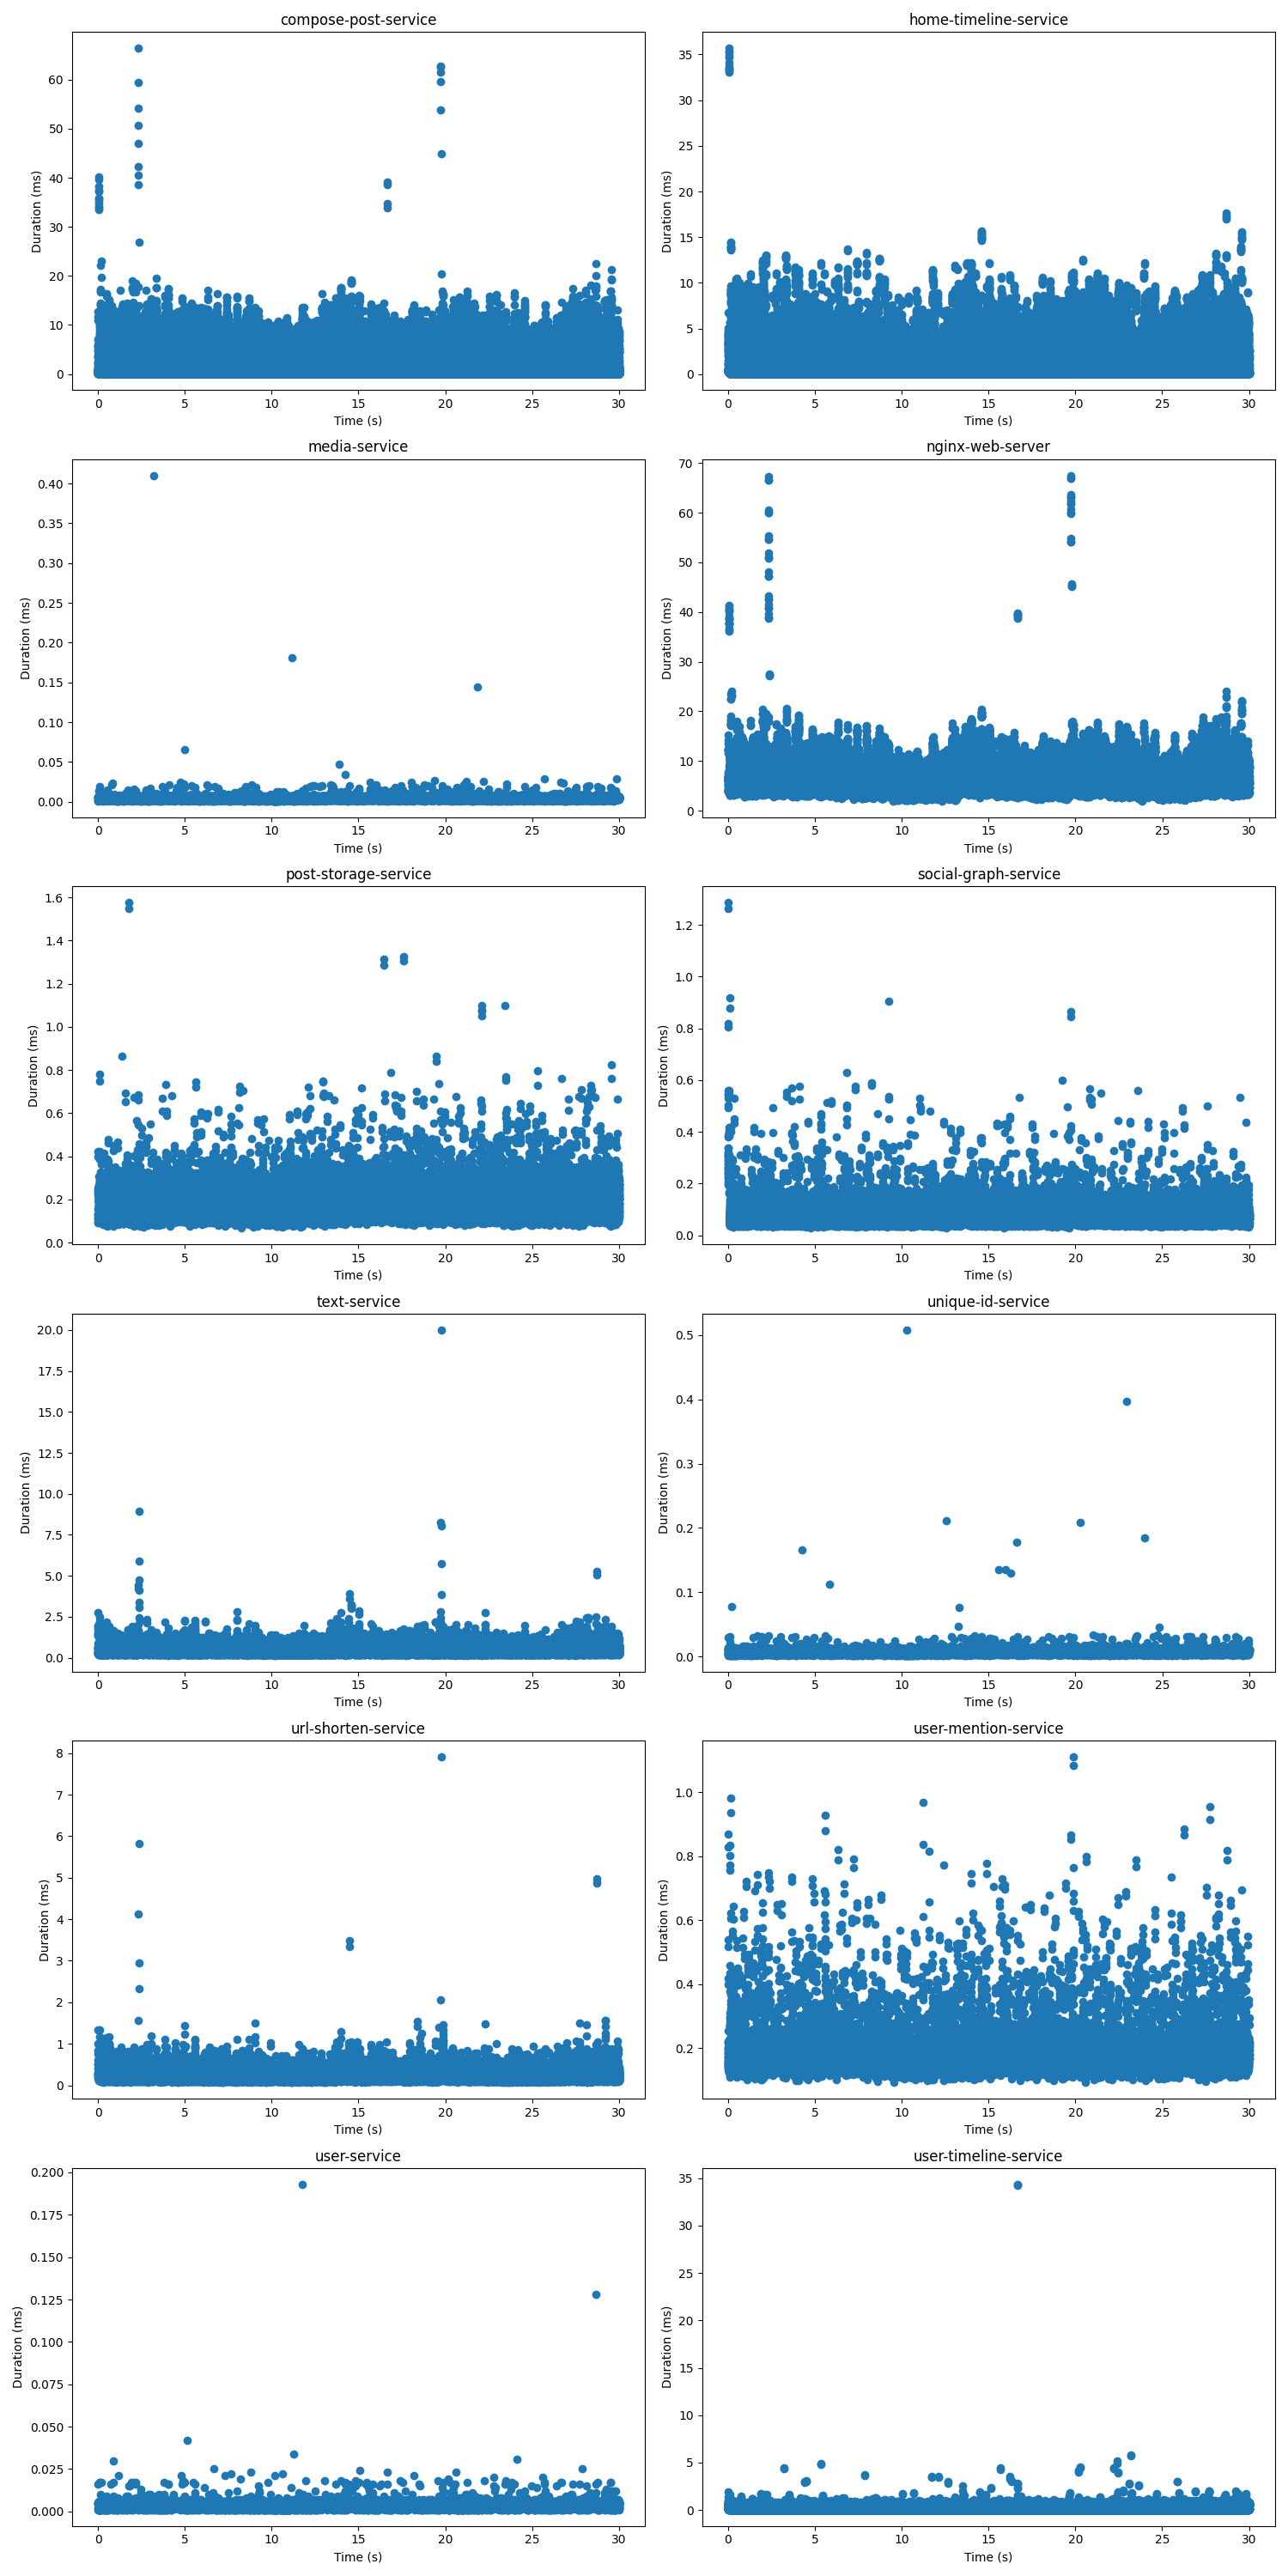 compose-post-service
Duration (ms)
60
50
40
30
20
10
0
0 5 10 15 20 25 30
Time (s)
home-timeline-service
Duration (ms)
35
30
25
20
15
10
5
0
0 5 10 15 20 25 30
Time (s)
media-service
Duration (ms)
0.40
0.35
0.30
0.25
0.20
0.15
0.10
0.05
0.00
0 5 10 15 20 25 30
Time (s)
nginx-web-server
Duration (ms)
70
60
50
40
30
20
10
0
0 5 10 15 20 25 30
Time (s)
post-storage-service
Duration (ms)
1.6
1.4
1.2
1.0
0.8
0.6
0.4
0.2
0.0
0 5 10 15 20 25 30
Time (s)
social-graph-service
Duration (ms)
1.2
1.0
0.8
0.6
0.4
0.2
0.0
0 5 10 15 20 25 30
Time (s)
text-service
Duration (ms)
20.0
17.5
15.0
12.5
10.0
7.5
5.0
2.5
0.0
0 5 10 15 20 25 30
Time (s)
unique-id-service
Duration (ms)
0.5
0.4
0.3
0.2
0.1
0.0
0 5 10 15 20 25 30
Time (s)
url-shorten-service
Duration (ms)
8
7
6
5
4
3
2
1
0
0 5 10 15 20 25 30
Time (s)
user-mention-service
Duration (ms)
1.0
0.8
0.6
0.4
0.2
0 5 10 15 20 25 30
Time (s)
user-service
Duration (ms)
0.200
0.175
0.150
0.125
0.100
0.075
0.050
0.025
0.000
0 5 10 15 20 25 30
Time (s)
user-timeline-service
Duration (ms)
35
30
25
20
15
10
5
0
0 5 10 15 20 25 30
Time (s)